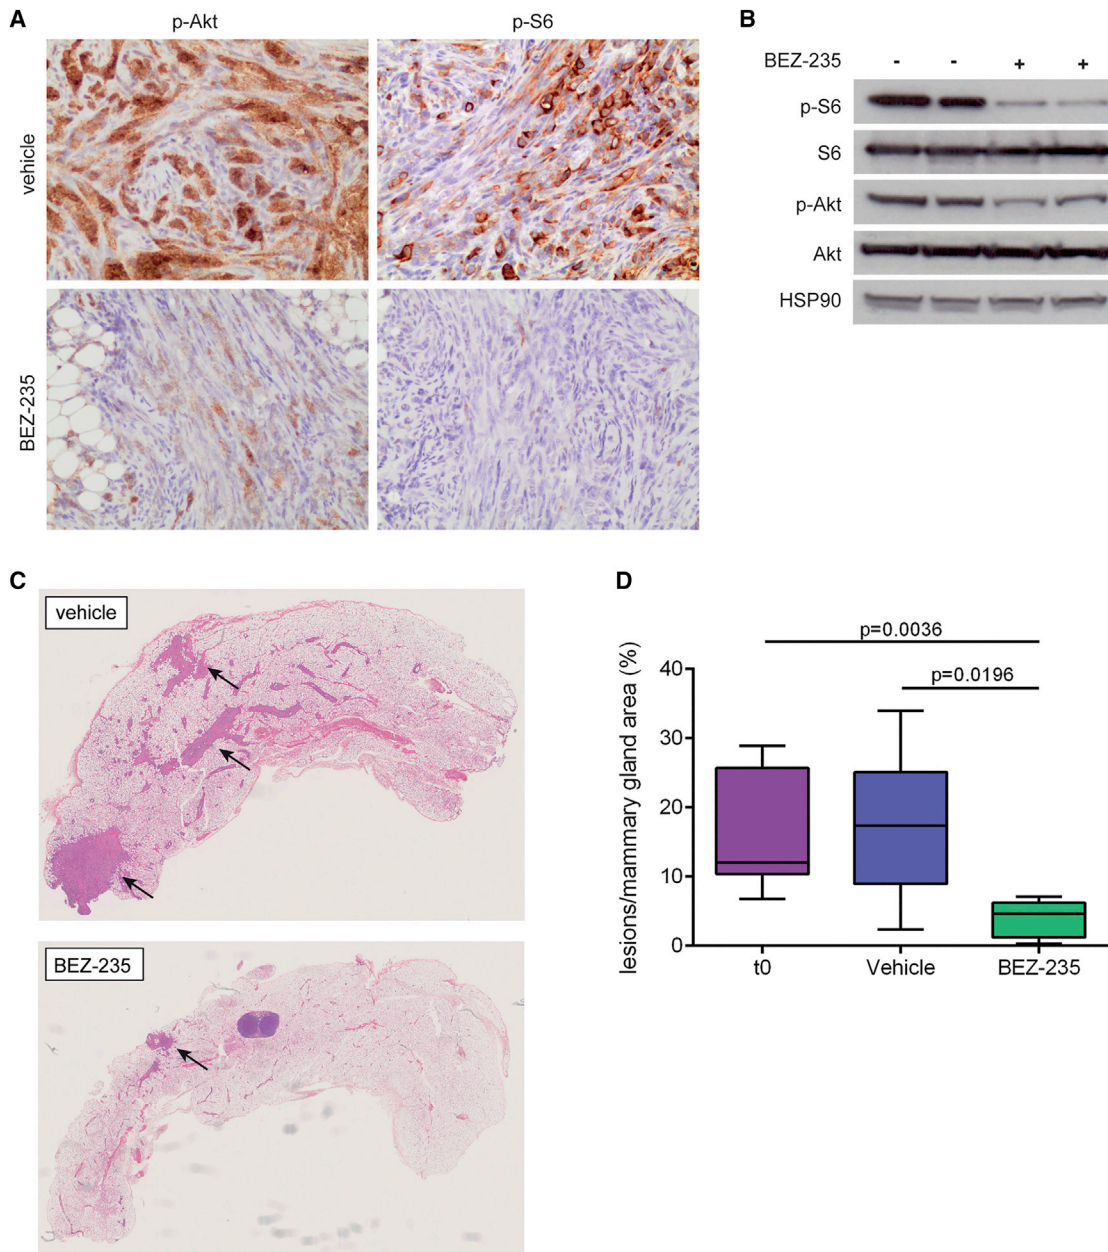 A
p-Akt
p-S6
vehicle
BEZ-235
B
BEZ-235 - - + +
p-S6
S6
p-Akt
Akt
HSP90
C
vehicle
BEZ-235
D
p=0.0036
p=0.0196
lesions/mammary gland area (%)
40
30
20
10
0
t0 Vehicle BEZ-235